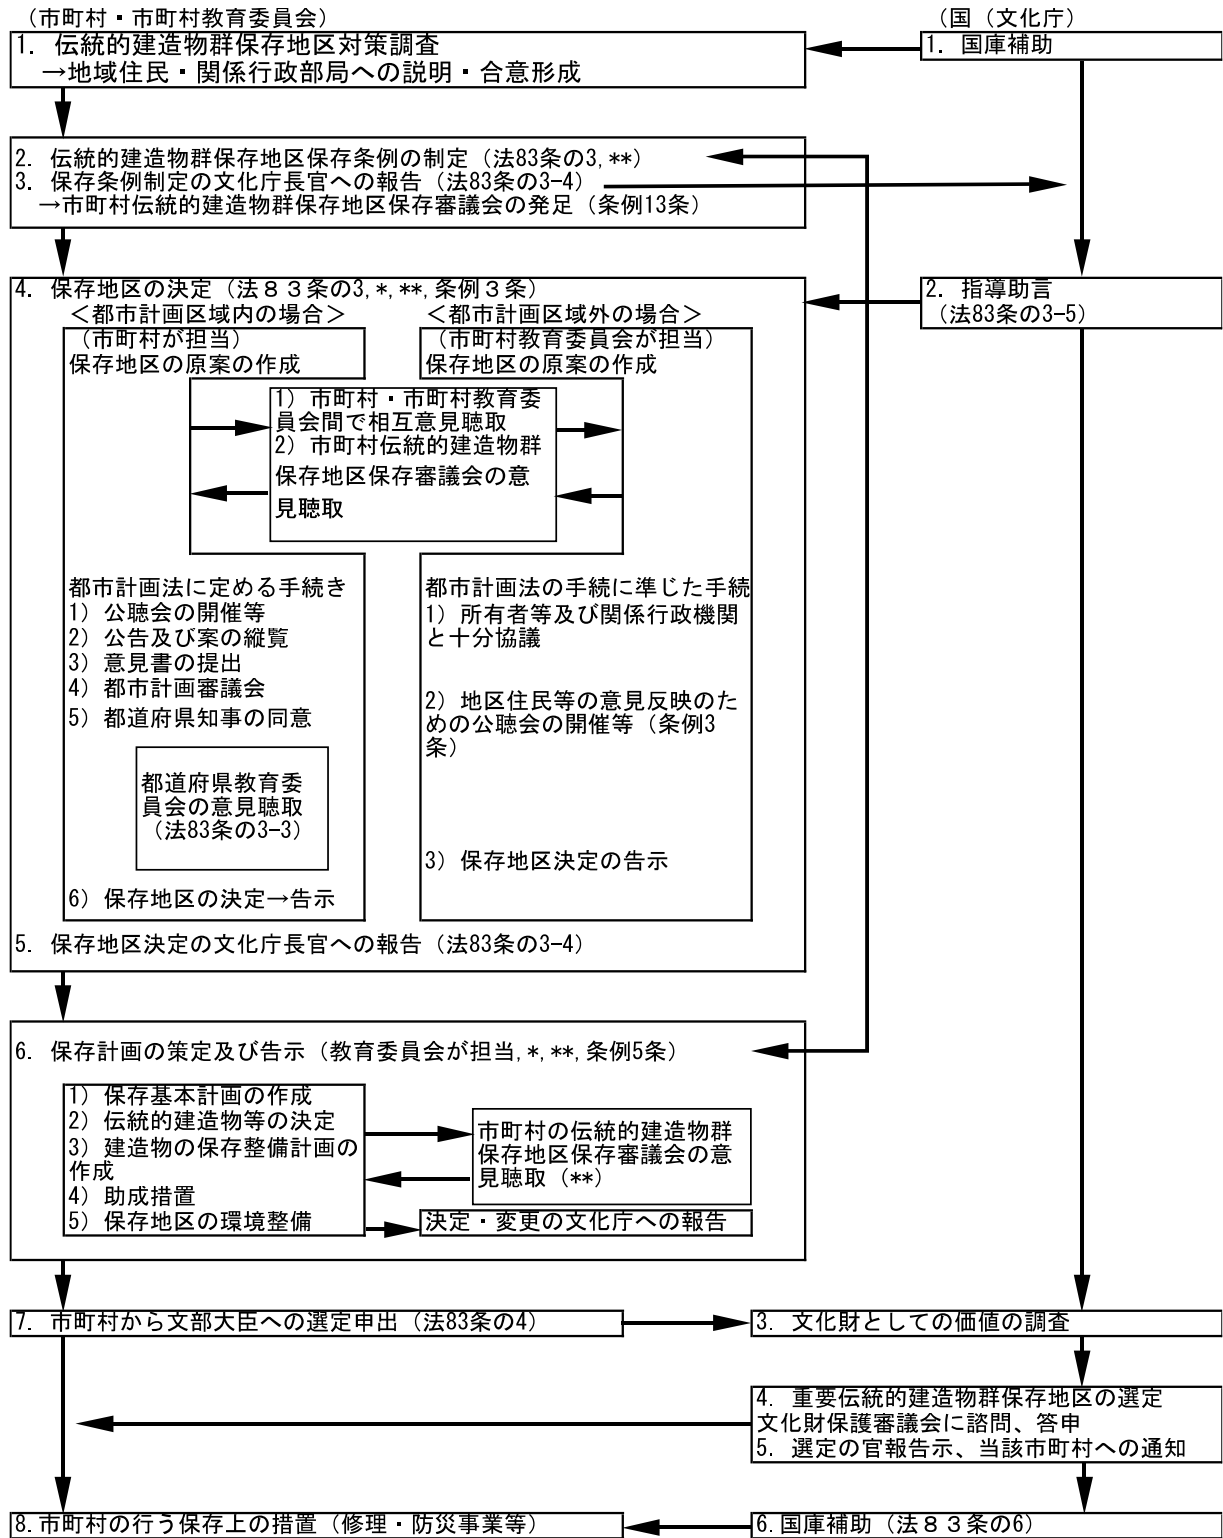 （市町村・市町村教育委員会）
（国（文化庁）
1. 伝統的建造物群保存地区対策調査
→地域住民・関係行政部局への説明・合意形成
1. 国庫補助
2. 伝統的建造物群保存地区保存条例の制定（法83条の3,**）
3. 保存条例制定の文化庁長官への報告（法83条の3-4）
→市町村伝統的建造物群保存地区保存審議会の発足（条例13条）
4. 保存地区の決定（法８３条の3,*,**,条例３条）
2. 指導助言
（法83条の3-5）
＜都市計画区域内の場合＞
（市町村が担当）
保存地区の原案の作成
＜都市計画区域外の場合＞
（市町村教育委員会が担当）
保存地区の原案の作成
1）市町村・市町村教育委
員会間で相互意見聴取
2）市町村伝統的建造物群
保存地区保存審議会の意
見聴取
都市計画法に定める手続き
1）公聴会の開催等
2）公告及び案の縦覧
3）意見書の提出
4）都市計画審議会
5）都道府県知事の同意
都道府県教育委
員会の意見聴取
（法83条の3-3）
6）保存地区の決定→告示
都市計画法の手続に準じた手続
1）所有者等及び関係行政機関
と十分協議
2）地区住民等の意見反映のた
めの公聴会の開催等（条例3
条）
3）保存地区決定の告示
5. 保存地区決定の文化庁長官への報告（法83条の3-4）
6. 保存計画の策定及び告示（教育委員会が担当,*,**,条例5条）
1）保存基本計画の作成
2）伝統的建造物等の決定
3）建造物の保存整備計画の
作成
4）助成措置
5）保存地区の環境整備
市町村の伝統的建造物群
保存地区保存審議会の意
見聴取（**）
決定・変更の文化庁への報告
7. 市町村から文部大臣への選定申出（法83条の4）
3. 文化財としての価値の調査
4. 重要伝統的建造物群保存地区の選定
文化財保護審議会に諮問、答申
5. 選定の官報告示、当該市町村への通知
8.市町村の行う保存上の措置（修理・防災事業等）
6.国庫補助（法８３条の6）